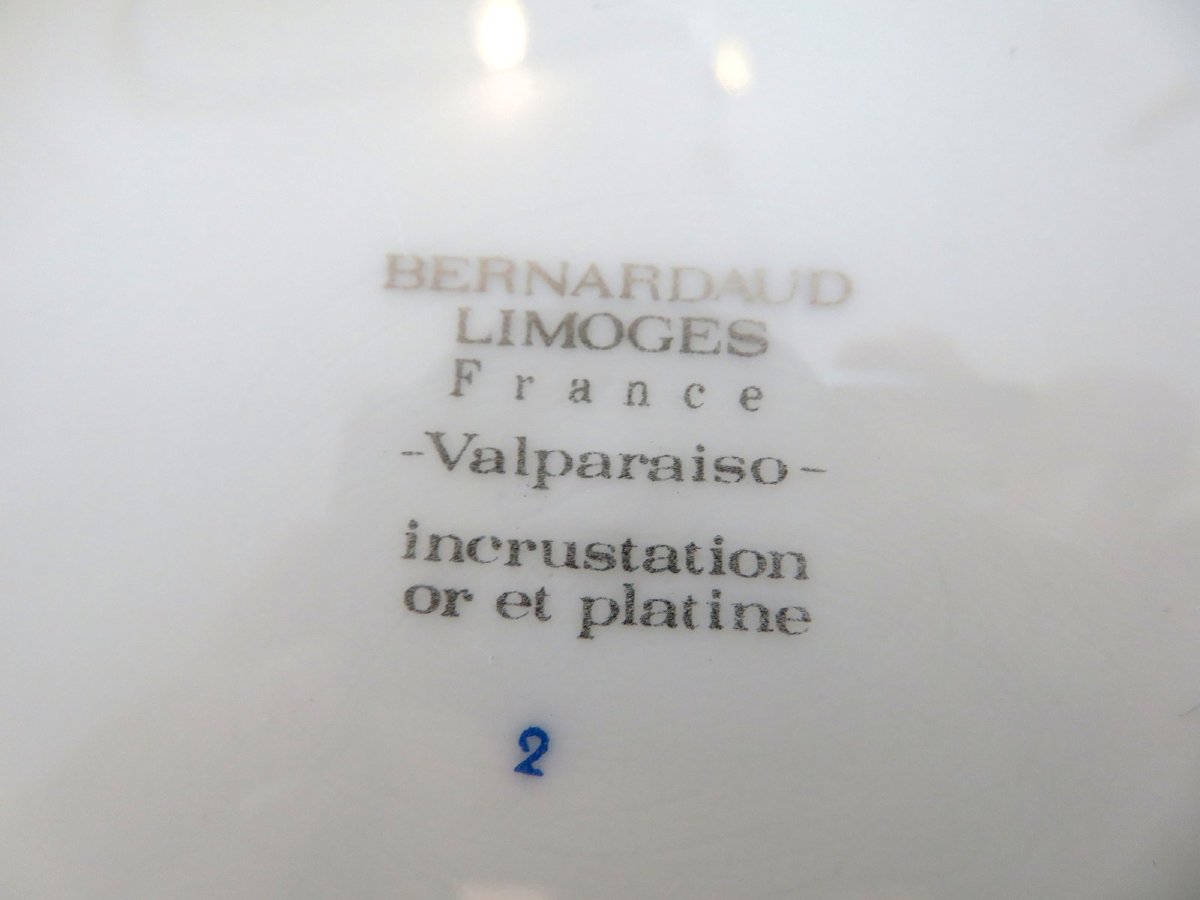 BERNARDAUD
LIMOGES
France
-Valparaiso-
incrustation
or et platine
2